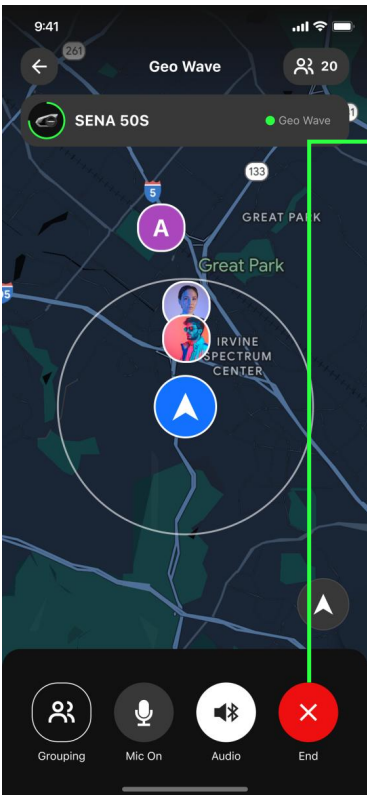 9:41
261
Geo Wave
20
SENA 50S
Geo Wave
133
5
A
GREAT PARK
Great Park
IRVINE
SPECTRUM
CENTER
Grouping
Mic On
Audio
End